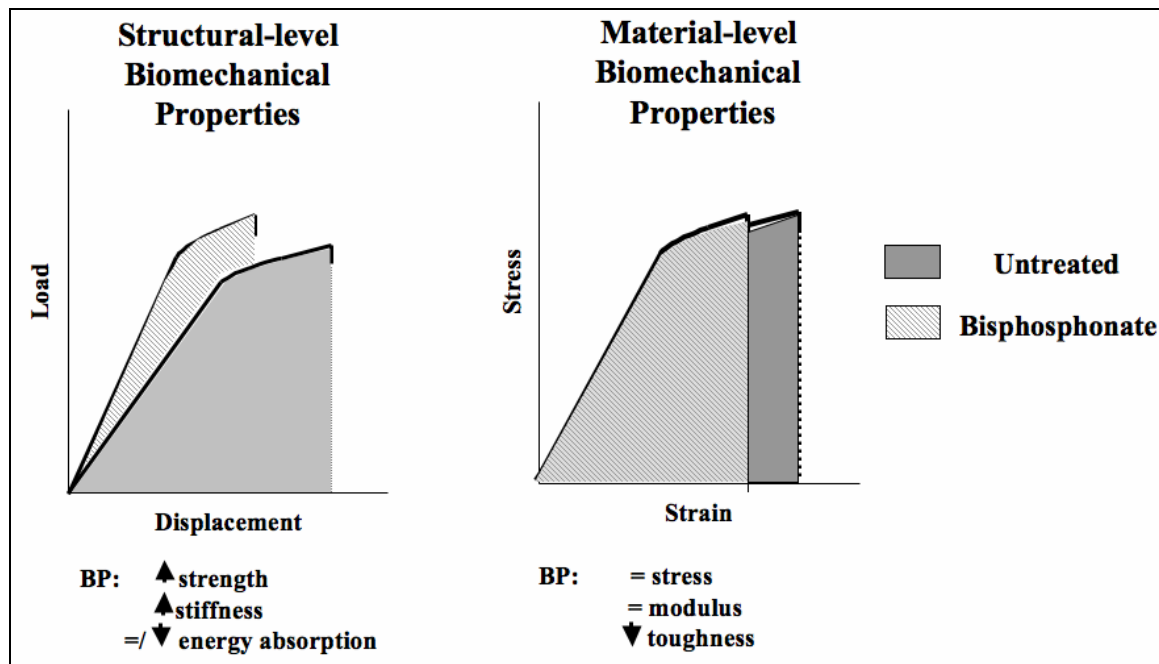 Structural-level
Biomechanical
Properties
Load
Displacement
BP: strength
stiffness
=/ energy absorption
Material-level
Biomechanical
Properties
Stress
Strain
BP: = stress
= modulus
toughness
Untreated
Bisphosphonate